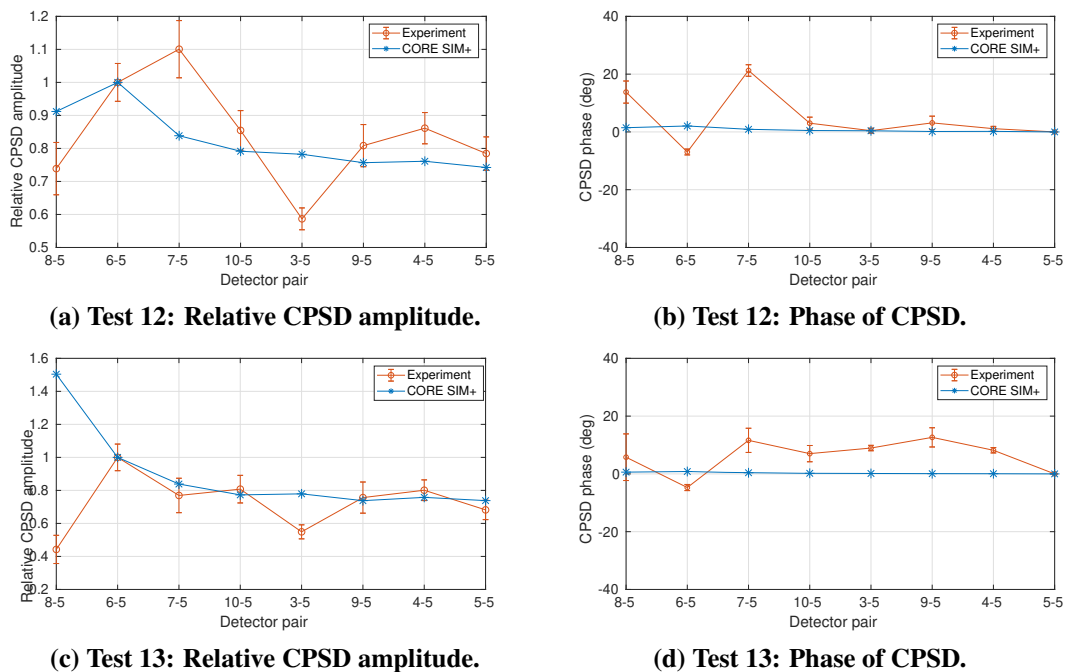 1.2
1.1
1
0.9
0.8
0.7
0.6
0.5
Relative CPSD amplitude
Experiment
CORE SIM+
8-5 6-5 7-5 10-5 3-5 9-5 4-5 5-5
Detector pair
(a) Test 12: Relative CPSD amplitude.
40
20
0
-20
-40
CPSD phase (deg)
Experiment
CORE SIM+
8-5 6-5 7-5 10-5 3-5 9-5 4-5 5-5
Detector pair
(b) Test 12: Phase of CPSD.
1.6
1.4
1.2
1
0.8
0.6
0.4
0.2
Relative CPSD amplitude
Experiment
CORE SIM+
8-5 6-5 7-5 10-5 3-5 9-5 4-5 5-5
Detector pair
(c) Test 13: Relative CPSD amplitude.
40
20
0
-20
-40
CPSD phase (deg)
Experiment
CORE SIM+
8-5 6-5 7-5 10-5 3-5 9-5 4-5 5-5
Detector pair
(d) Test 13: Phase of CPSD.